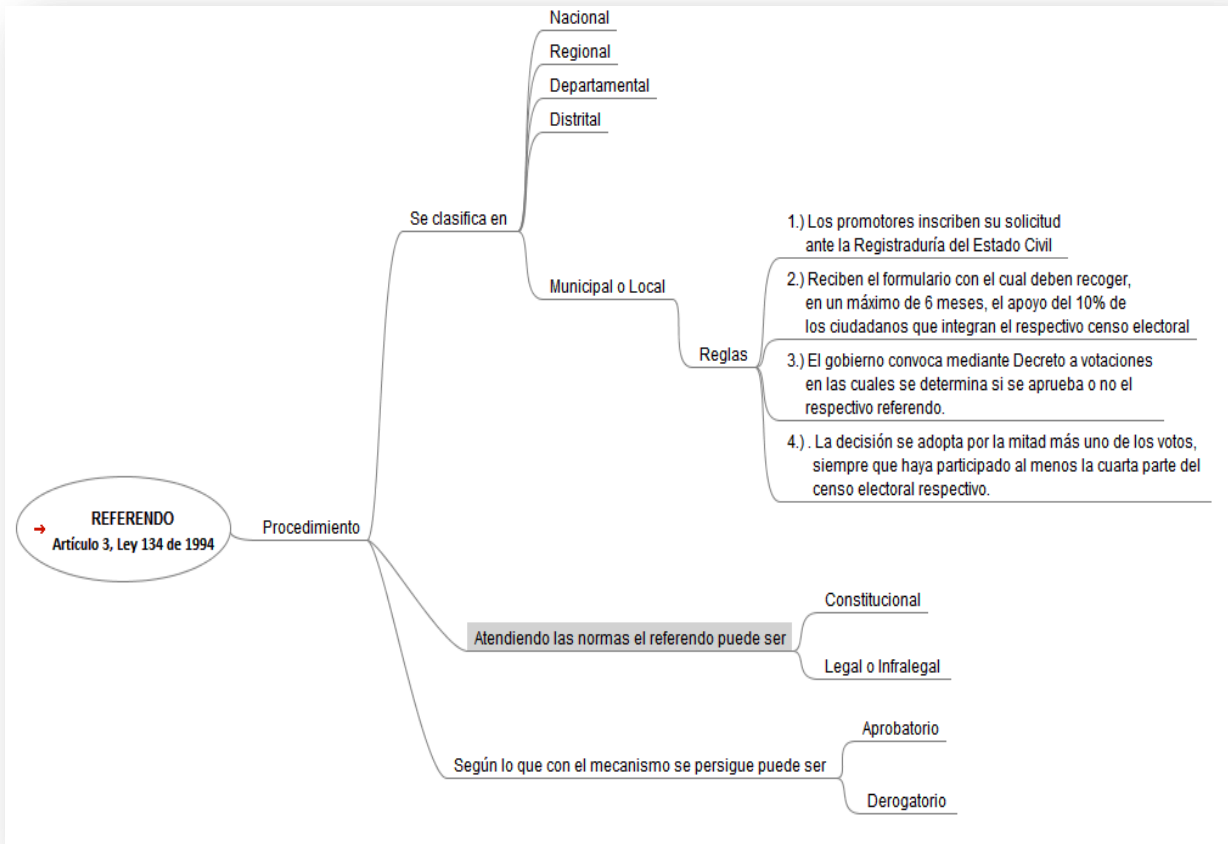 Nacional
Regional
Departamental
Distrital
Se clasifica en
Municipal o Local
Reglas
1.) Los promotores inscriben su solicitud
ante la Registraduría del Estado Civil
2.) Reciben el formulario con el cual deben recoger,
en un máximo de 6 meses, el apoyo del 10% de
los ciudadanos que integran el respectivo censo electoral
3.) El gobierno convoca mediante Decreto a votaciones
en las cuales se determina si se aprueba o no el
respectivo referendo.
4.) . La decisión se adopta por la mitad más uno de los votos,
siempre que haya participado al menos la cuarta parte del
censo electoral respectivo.
REFERENDO
Artículo 3, Ley 134 de 1994
Procedimiento
Atendiendo las normas el referendo puede ser
Constitucional
Legal o Infralegal
Según lo que con el mecanismo se persigue puede ser
Aprobatorio
Derogatorio